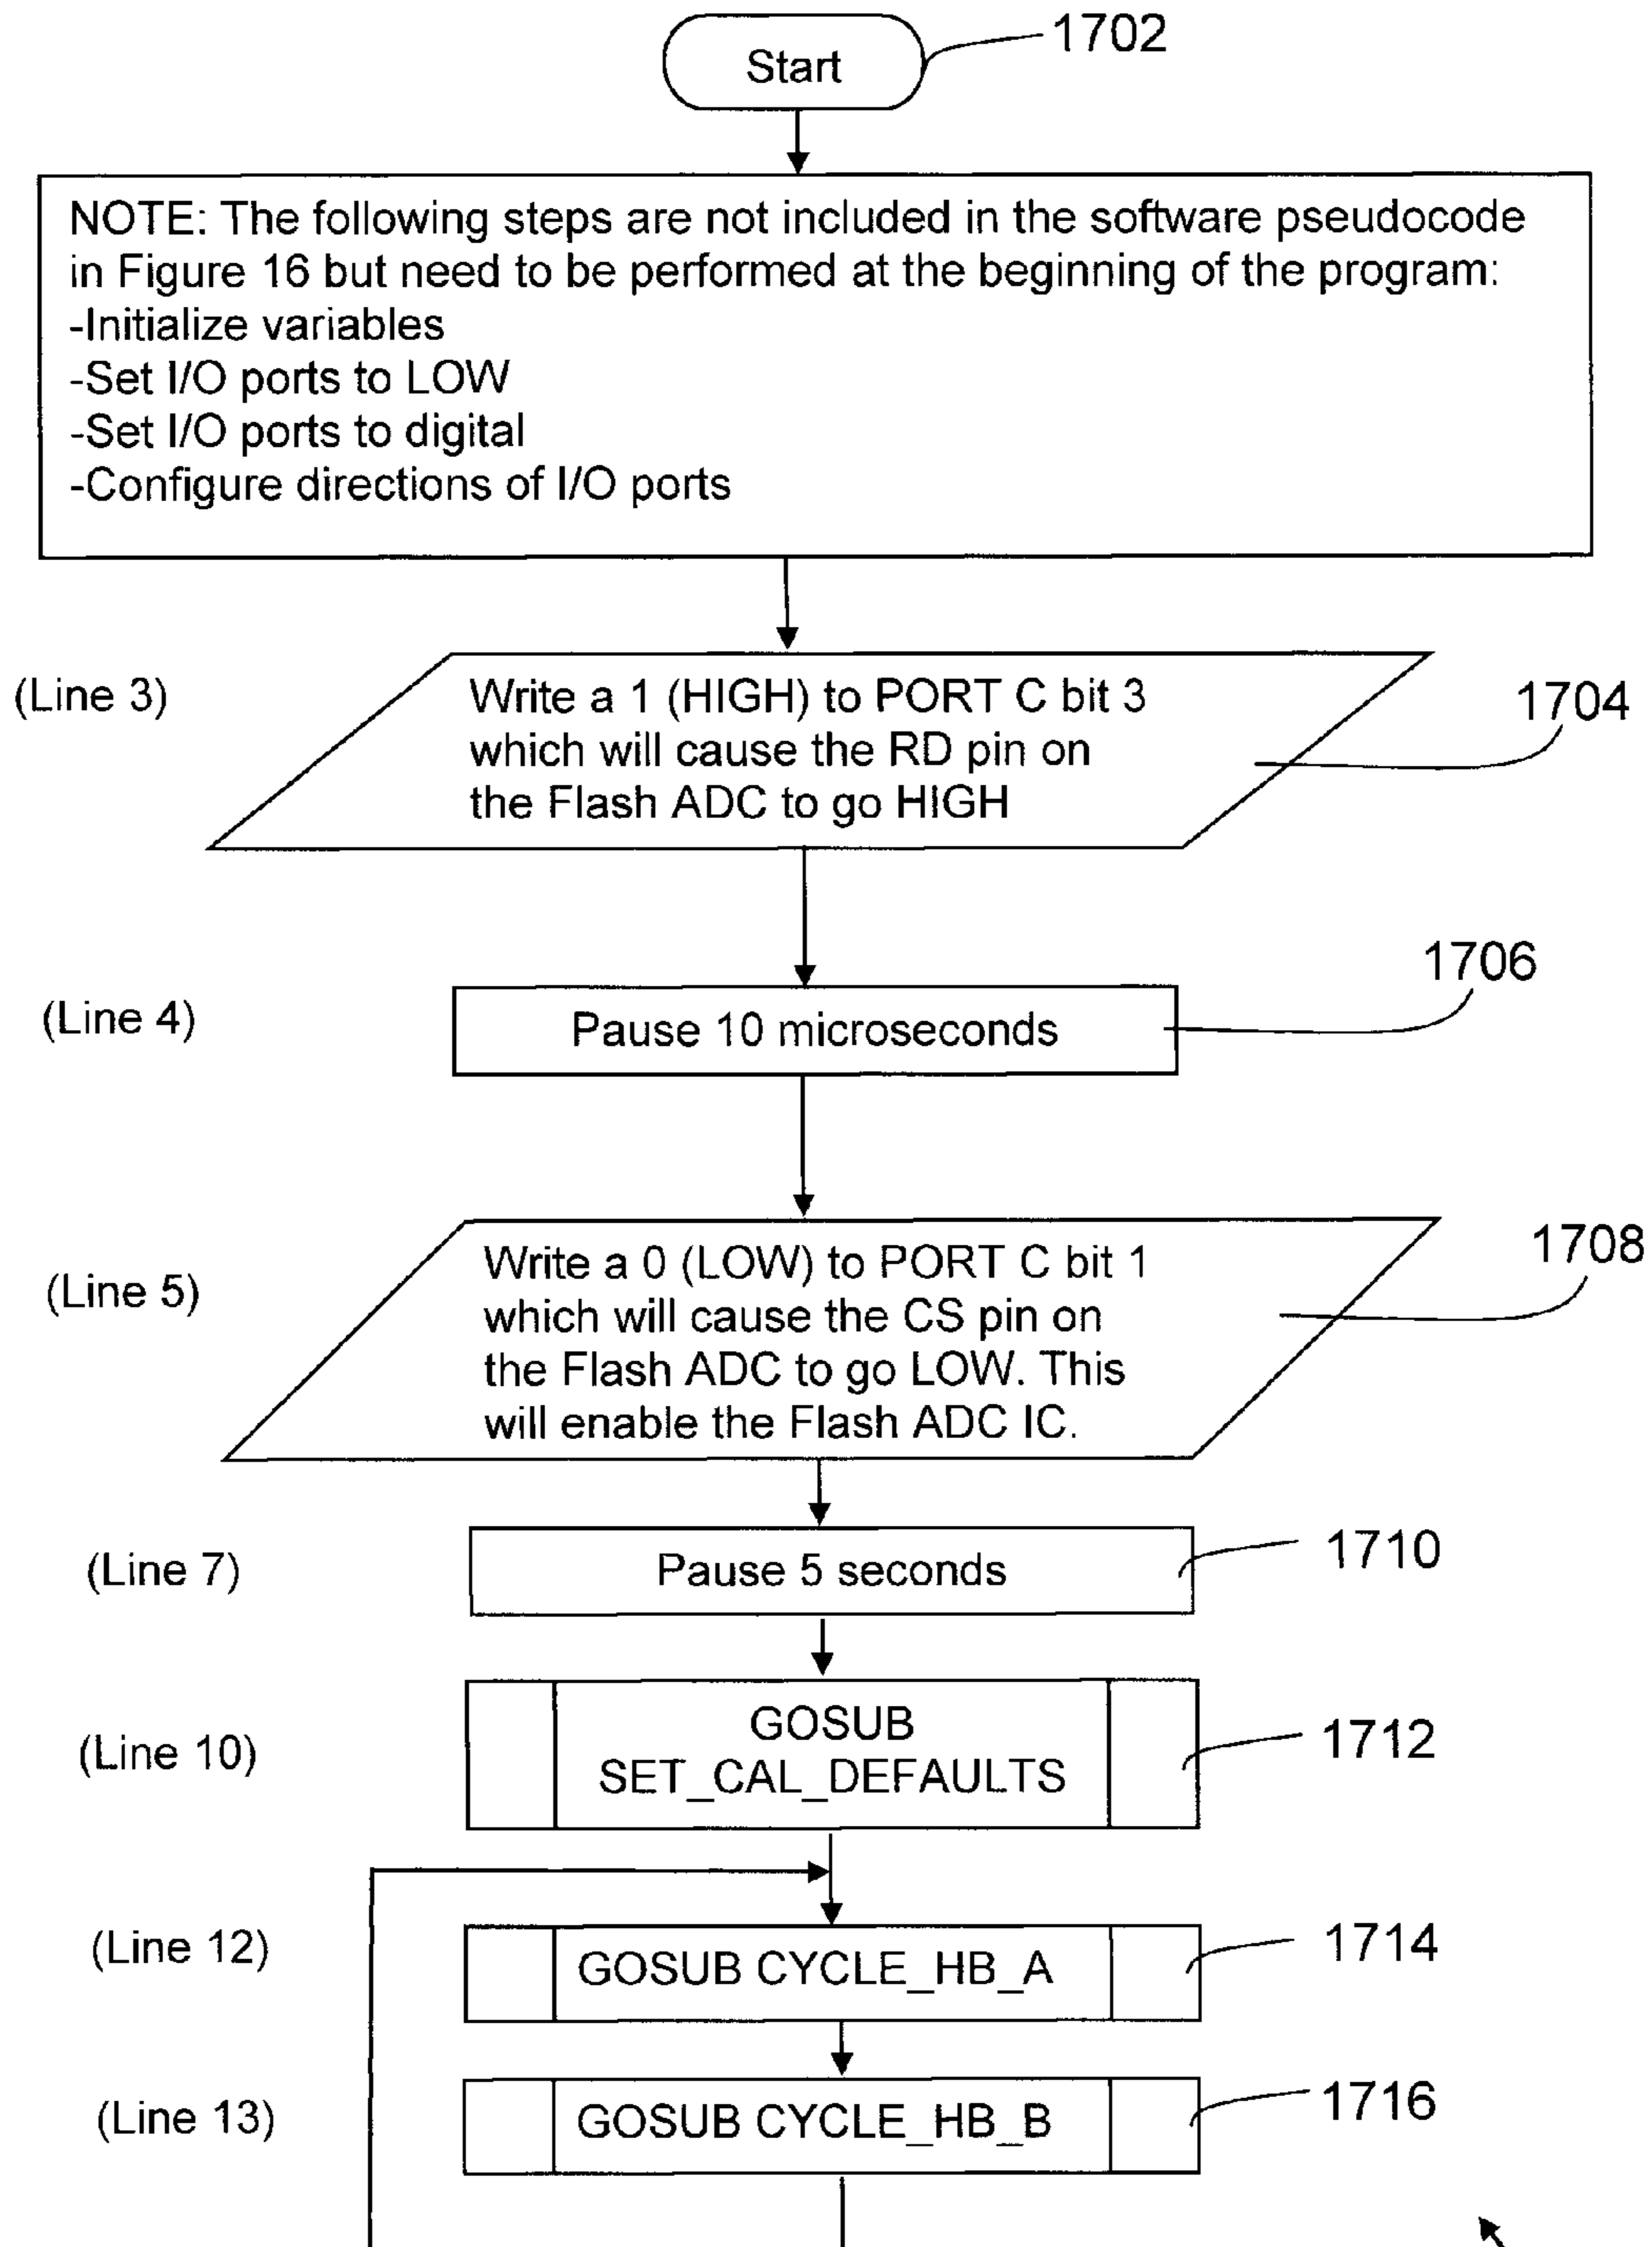 Start
1702
NOTE: The following steps are not included in the software pseudocode
in Figure 16 but need to be performed at the beginning of the program:
-Initialize variables
-Set I/O ports to LOW
-Set I/O ports to digital
-Configure directions of I/O ports
(Line 3)
Write a 1 (HIGH) to PORT C bit 3
which will cause the RD pin on
the Flash ADC to go HIGH
1704
(Line 4)
Pause 10 microseconds
1706
(Line 5)
Write a 0 (LOW) to PORT C bit 1
which will cause the CS pin on
the Flash ADC to go LOW. This
will enable the Flash ADC IC.
1708
(Line 7)
Pause 5 seconds
1710
(Line 10)
GOSUB
SET_CAL_DEFAULTS
1712
(Line 12)
GOSUB CYCLE_HB_A
1714
(Line 13)
GOSUB CYCLE_HB_B
1716